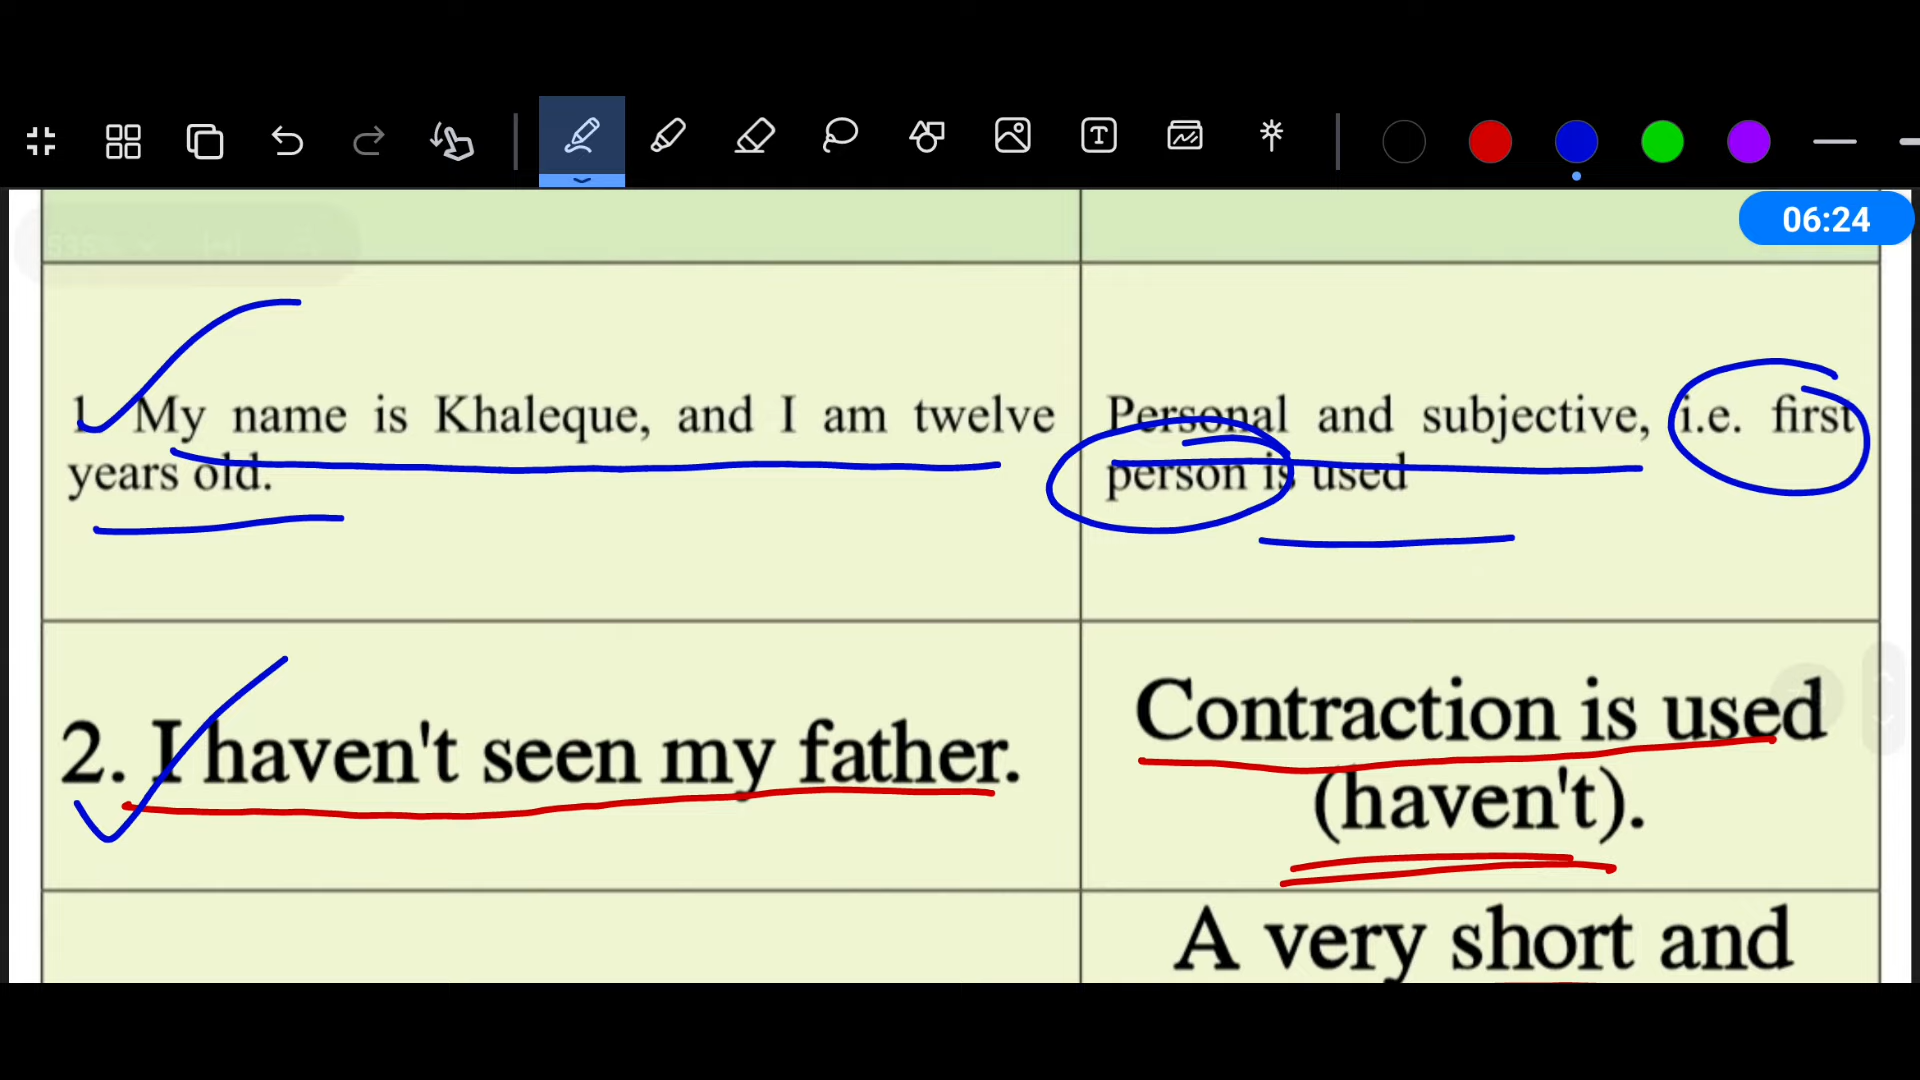 06:24
1. My name is Khaleque, and I am twelve
years old.
Personal and subjective, i.e. first
person is used
2. I haven't seen my father.
Contraction is used
(haven't).
A very short and